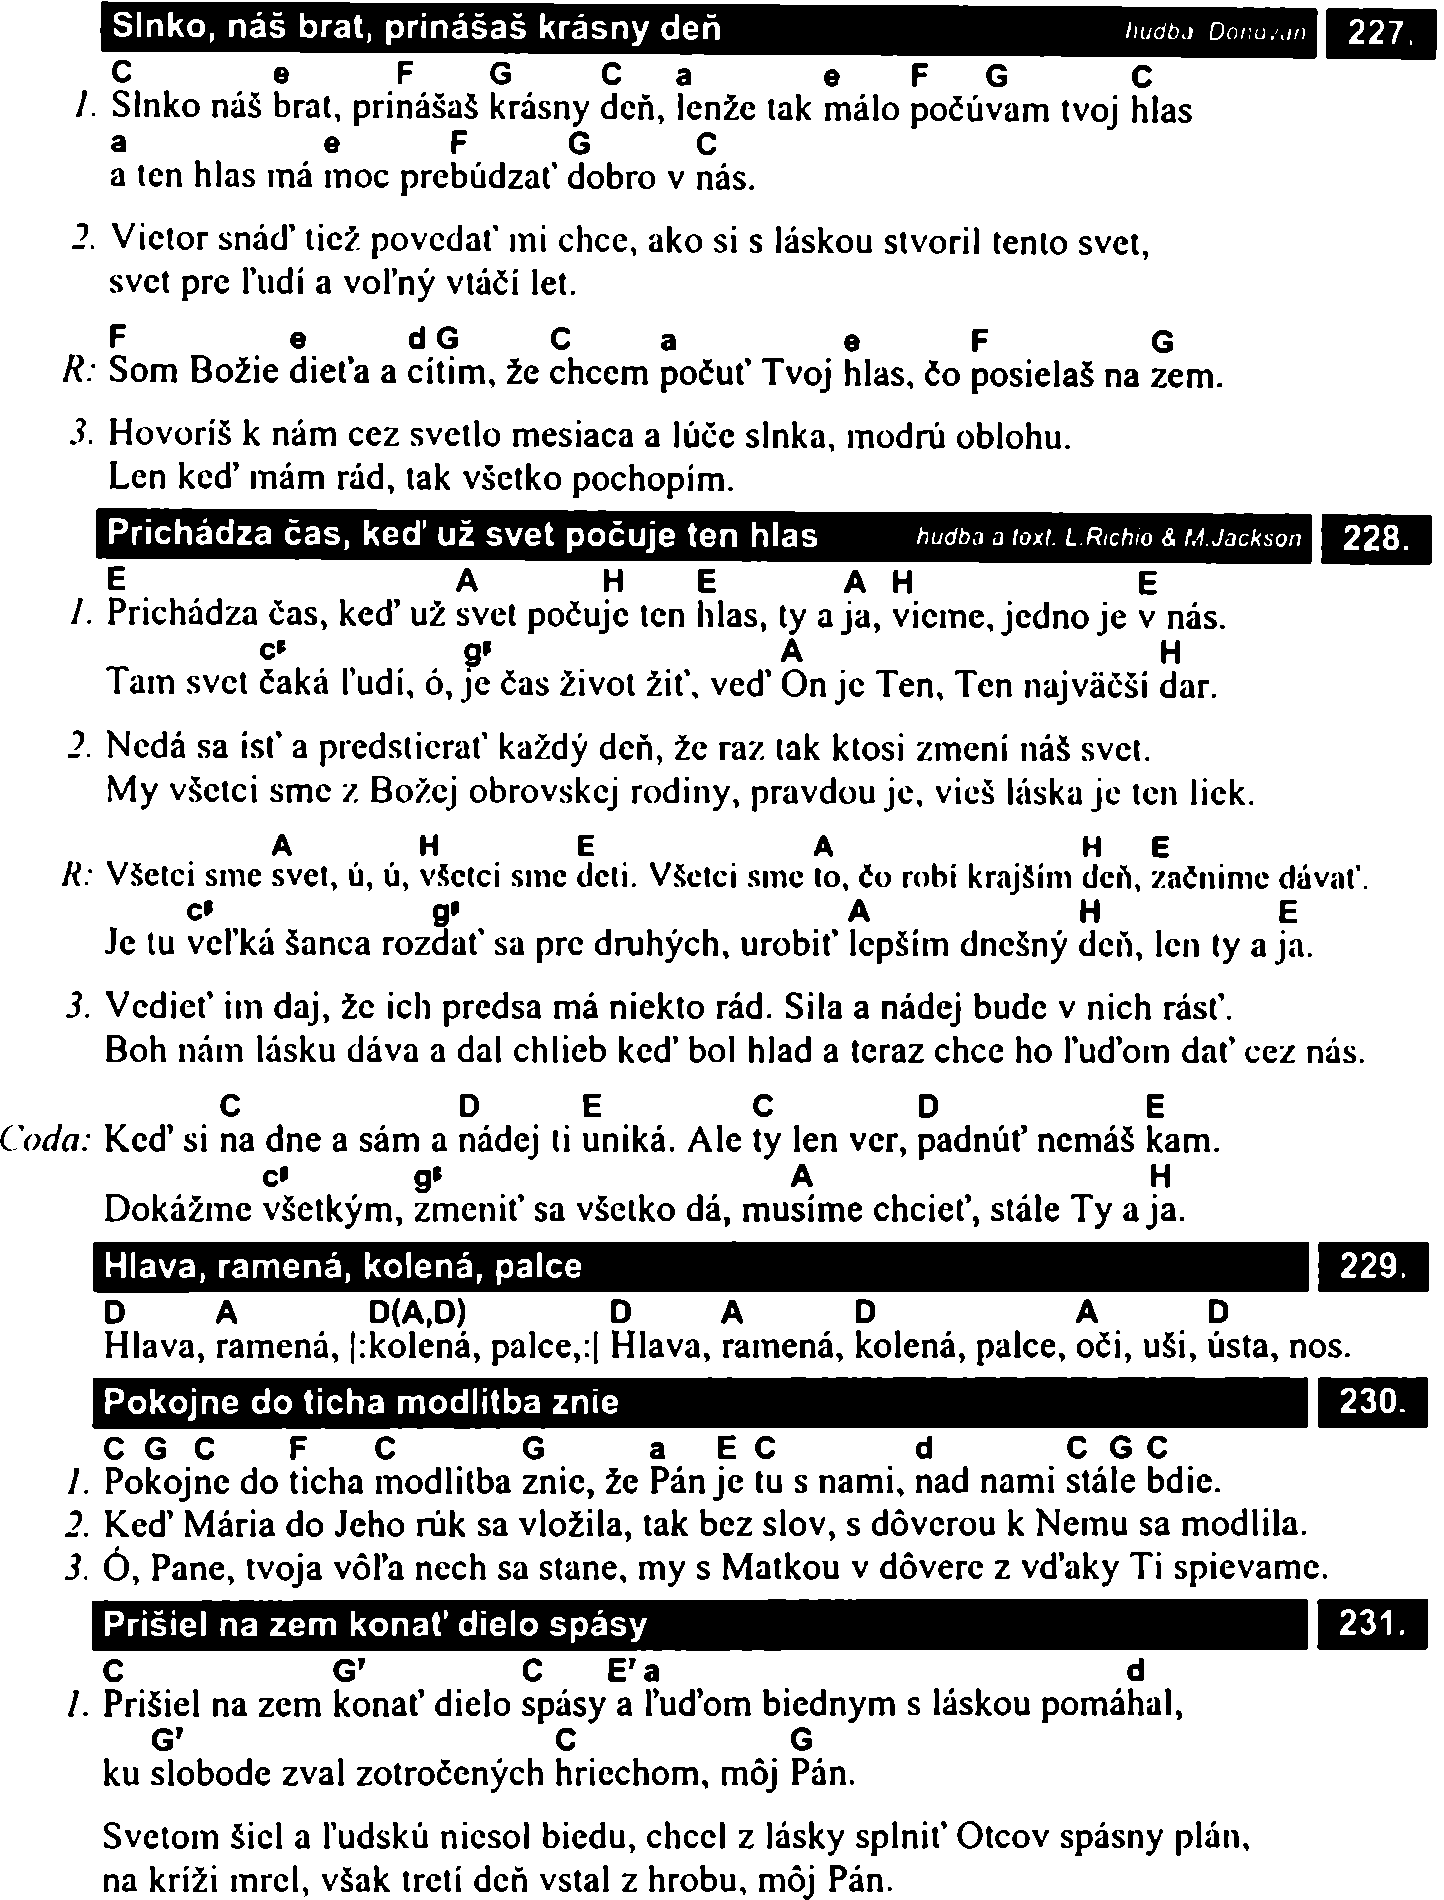 Slnko, náš brat, prinášaš krásny deň hudba Donovan 227.
C e F G C a e F G C
1. Slnko náš brat, prinášaš krásny deň, lenže tak málo počúvam tvoj hlas
a e F G C
a ten hlas má moc prebúdzať dobro v nás.
2. Vietor snáď tiež povedať mi chce, ako si s láskou stvoril tento svet,
svet pre ľudí a voľný vtáčí let.
F e d G C a e F G
R: Som Božie dieťa a cítim, že chcem počuť Tvoj hlas, čo posielaš na zem.
3. Hovoríš k nám cez svetlo mesiaca a lúče slnka, modrú oblohu.
Len keď mám rád, tak všetko pochopím.
Prichádza čas, keď už svet počuje ten hlas hudba a text. L.Richio & M.Jackson 228.
E A H E A H E
1. Prichádza čas, keď už svet počuje ten hlas, ty a ja, vieme, jedno je v nás.
c# g# A H
Tam svet čaká ľudí, ó, je čas život žiť, veď On je Ten, Ten najväčší dar.
2. Nedá sa ísť a predstierať každý deň, že raz tak ktosi zmení náš svet.
My všetci sme z Božej obrovskej rodiny, pravdou je, vieš láska je ten liek.
A H E A H E
R: Všetci sme svet, ú, ú, všetci sme deti. Všetci sme to, čo robí krajším deň, začnime dávať.
c# g# A H E
Je tu veľká šanca rozdať sa pre druhých, urobiť lepším dnešný deň, len ty a ja.
3. Vedieť im daj, že ich predsa má niekto rád. Sila a nádej bude v nich rásť.
Boh nám lásku dáva a dal chlieb keď bol hlad a teraz chce ho ľuďom dať cez nás.
C D E C D E
Coda: Keď si na dne a sám a nádej ti uniká. Ale ty len ver, padnúť nemáš kam.
c# g# A H
Dokážme všetkým, zmeniť sa všetko dá, musíme chcieť, stále Ty a ja.
Hlava, ramená, kolená, palce 229.
D A D(A,D) D A D A D
Hlava, ramená, |:kolená, palce,:| Hlava, ramená, kolená, palce, oči, uši, ústa, nos.
Pokojne do ticha modlitba znie 230.
C G C F C G a E C d C G C
1. Pokojne do ticha modlitba znie, že Pán je tu s nami, nad nami stále bdie.
2. Keď Mária do Jeho rúk sa vložila, tak bez slov, s dôverou k Nemu sa modlila.
3. Ó, Pane, tvoja vôľa nech sa stane, my s Matkou v dôvere z vďaky Ti spievame.
Prišiel na zem konať dielo spásy 231.
C G7 C E7 a d
1. Prišiel na zem konať dielo spásy a ľuďom biednym s láskou pomáhal,
G7 C G
ku slobode zval zotročených hriechom, môj Pán.
Svetom šiel a ľudskú niesol biedu, chcel z lásky splniť Otcov spásny plán,
na kríži mrel, však tretí deň vstal z hrobu, môj Pán.